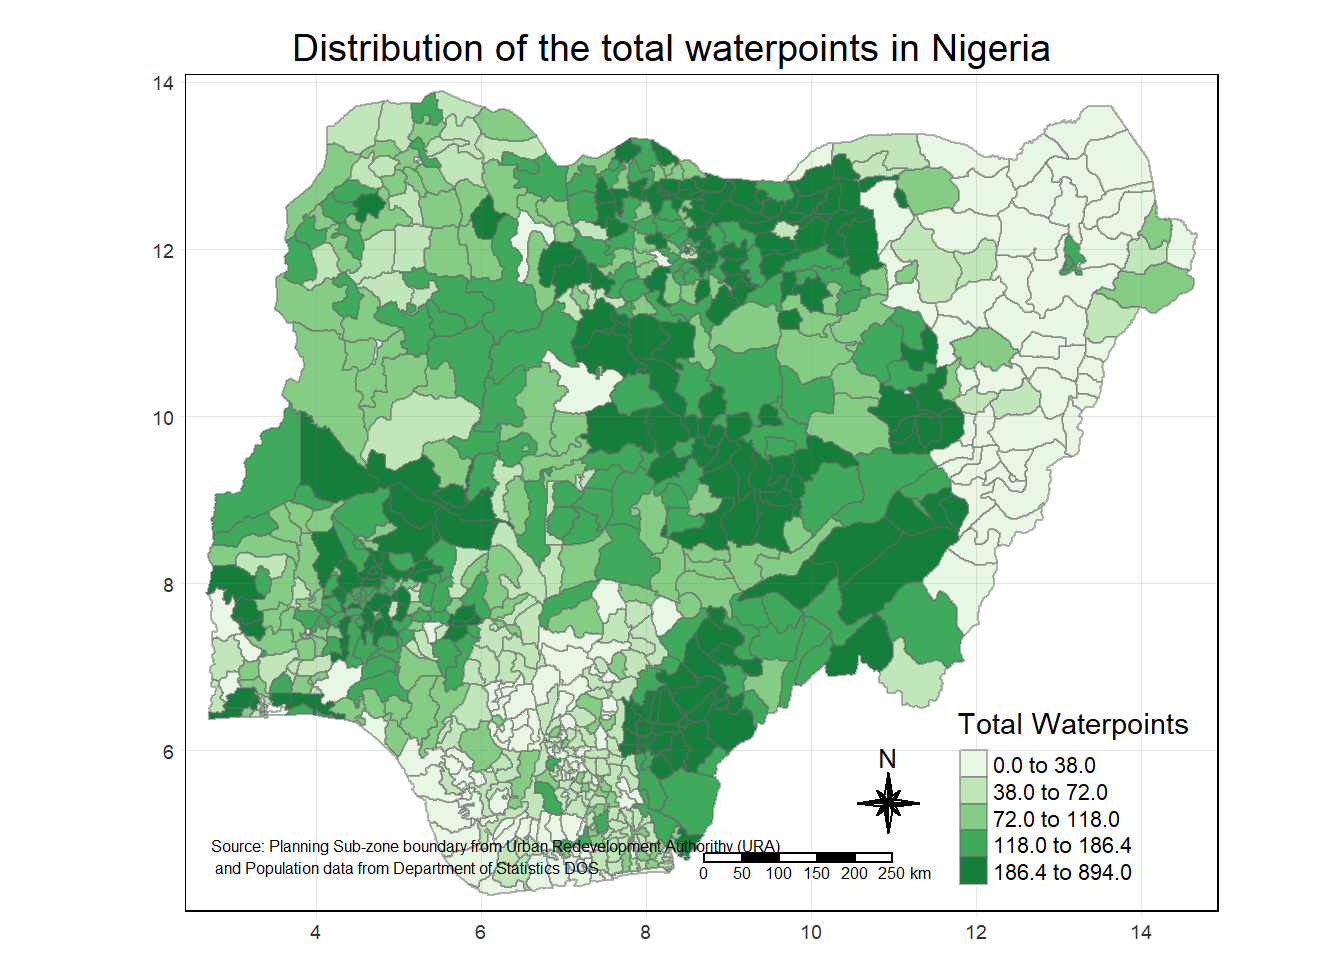 Distribution of the total waterpoints in Nigeria
14
12
10
8
6
4
6
8
10
12
14
Total Waterpoints
0.0 to 38.0
38.0 to 72.0
72.0 to 118.0
118.0 to 186.4
186.4 to 894.0
N
0 50 100 150 200 250 km
Source: Planning Sub-zone boundary from Urban Redevelopment Authorithy (URA)
and Population data from Department of Statistics DOS